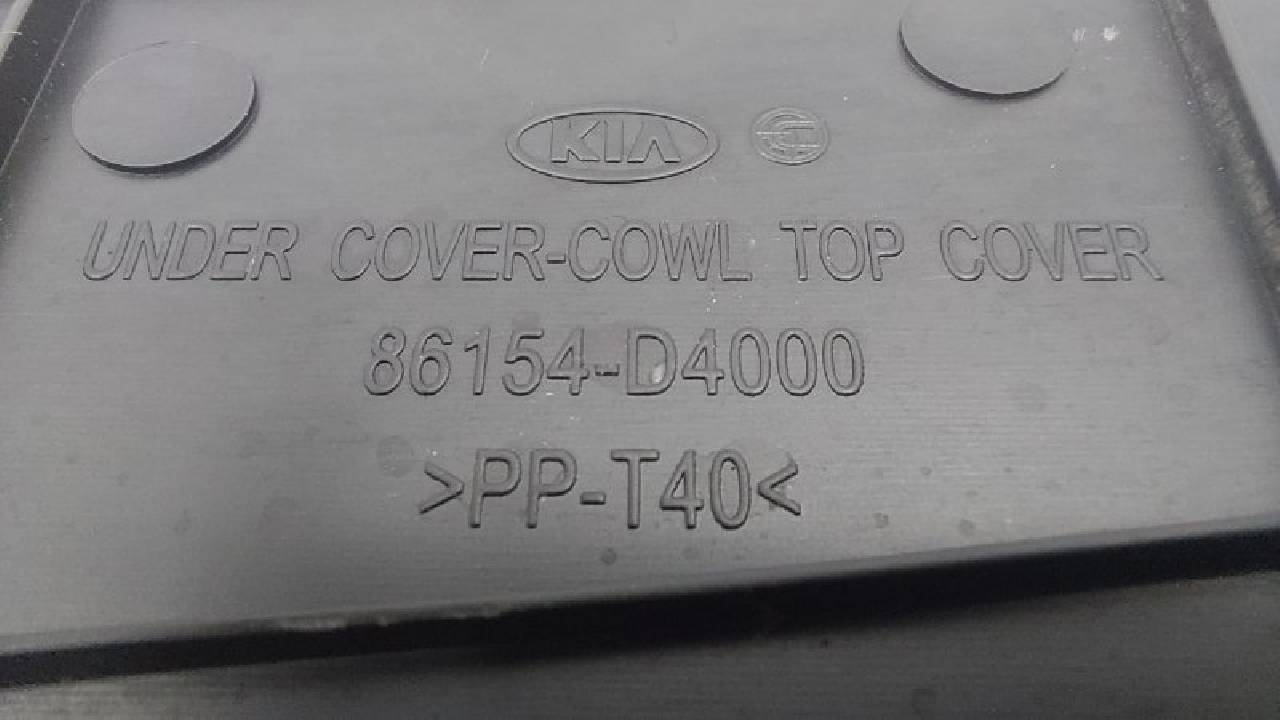 KIA
UNDER COVER-COWL TOP COVER
86154-D4000
>PP-T40<